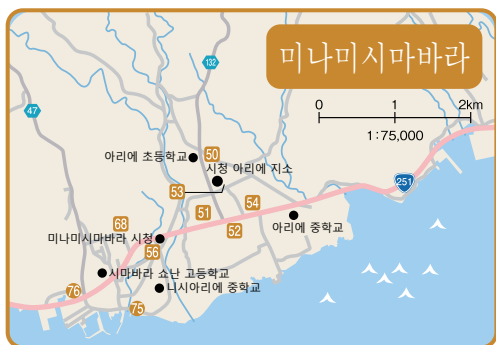 미나미시마바라
0 1 2km
1:75,000
132
47
아리에 초등학교
50
시청 아리에 지소
53
251
54
51
52
아리에 중학교
68
미나미시마바라 시청
56
시마바라 쇼난 고등학교
니시아리에 중학교
76
75